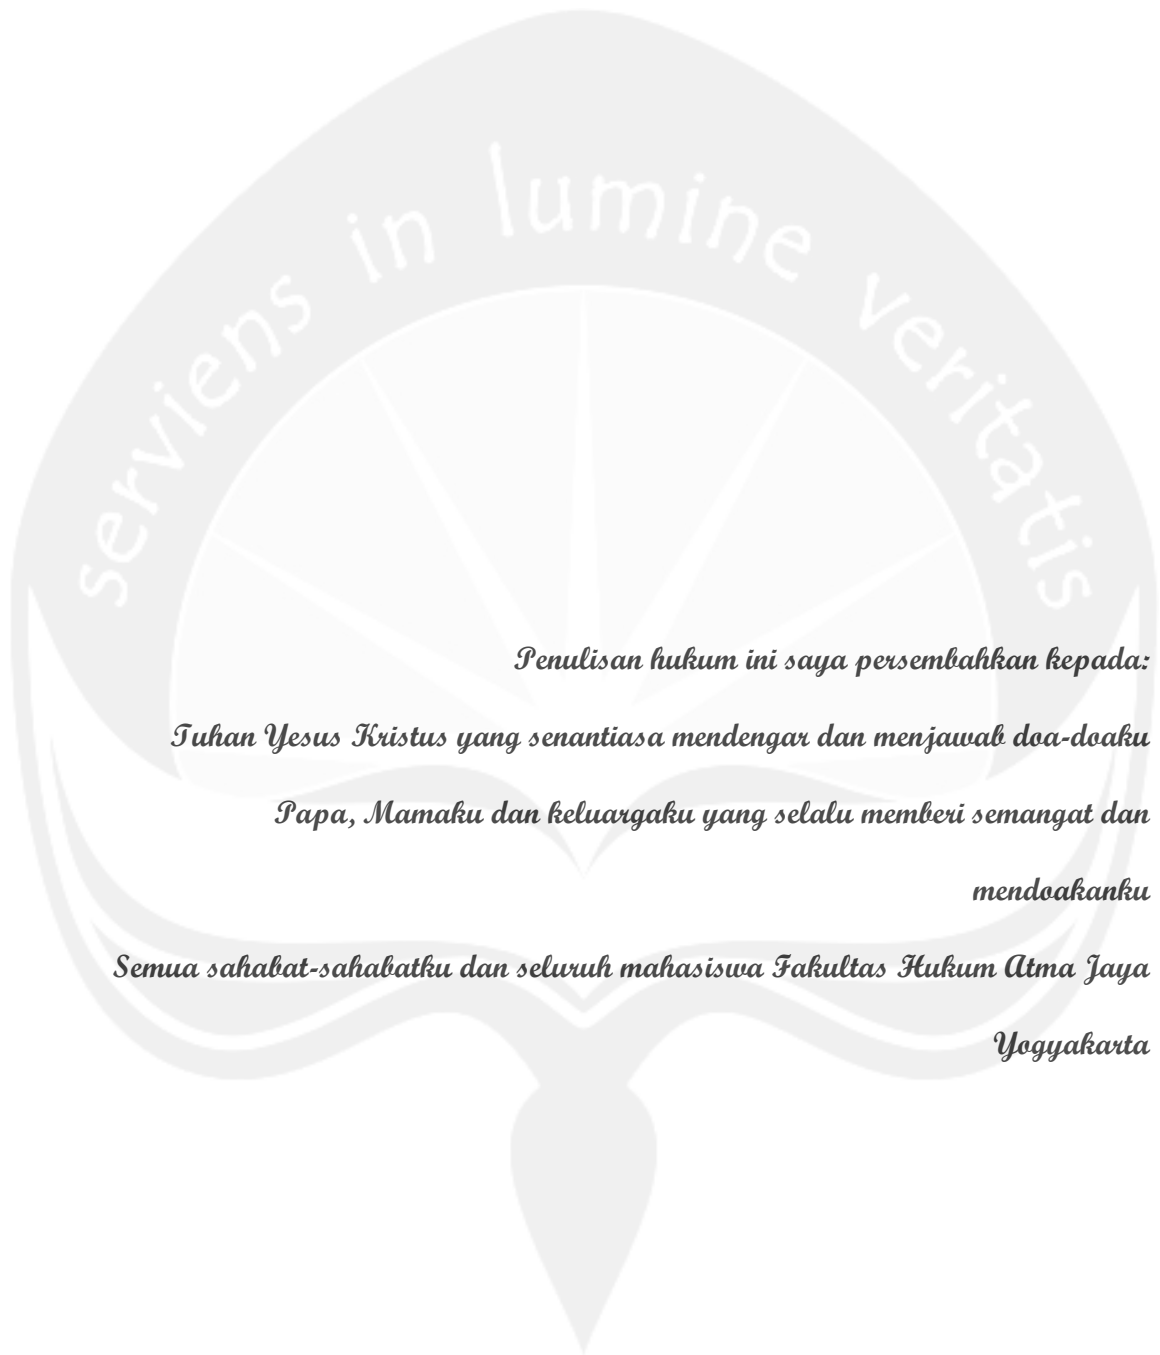 serviens in lumine veritatis
Penulisan hukum ini saya persembahkan kepada:
Tuhan Yesus Kristus yang senantiasa mendengar dan menjawab doa-doaku
Papa, Mamaku dan keluargaku yang selalu memberi semangat dan
mendoakanku
Semua sahabat-sahabatku dan seluruh mahasiswa Fakultas Hukum Atma Jaya
Yogyakarta